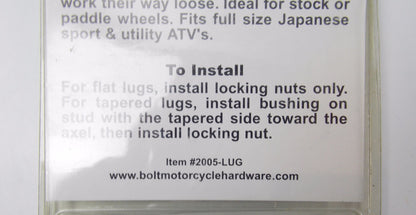 work their way loose. Ideal for stock or
paddle wheels. Fits full size Japanese
sport & utility ATV's.
To Install
For flat lugs, install locking nuts only.
For tapered lugs, install bushing on
stud with the tapered side toward the
axel, then install locking nut.
Item #2005-LUG
www.boltmotorcyclehardware.com